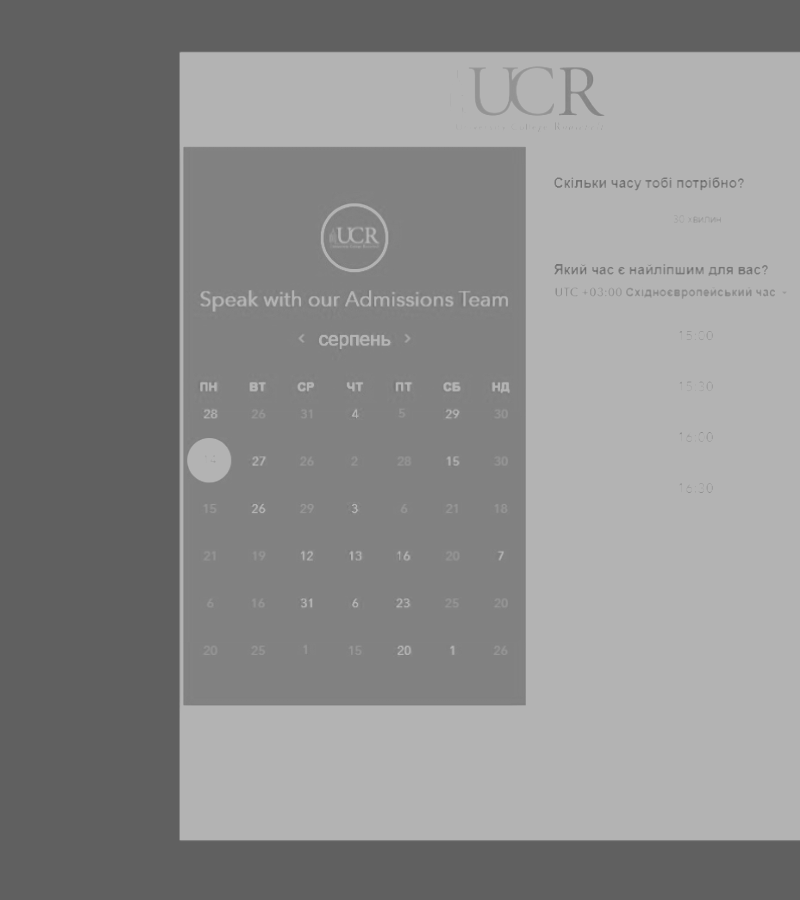 UCR
UCR
Speak with our Admissions Team
серпень
ПН ВТ СР ЧТ ПТ СБ НД
28 26 31 4 5 29 30
27 26 2 28 15 30
15 26 29 3 6 21 18
21 19 12 13 16 20 7
6 16 31 6 23 25 20
20 25 1 15 20 1 26
Скільки часу тобі потрібно?
30 хвилин
Який час є найліпшим для вас?
UTC +03:00 Східноєвропейський час
15:00
15:30
16:00
16:30